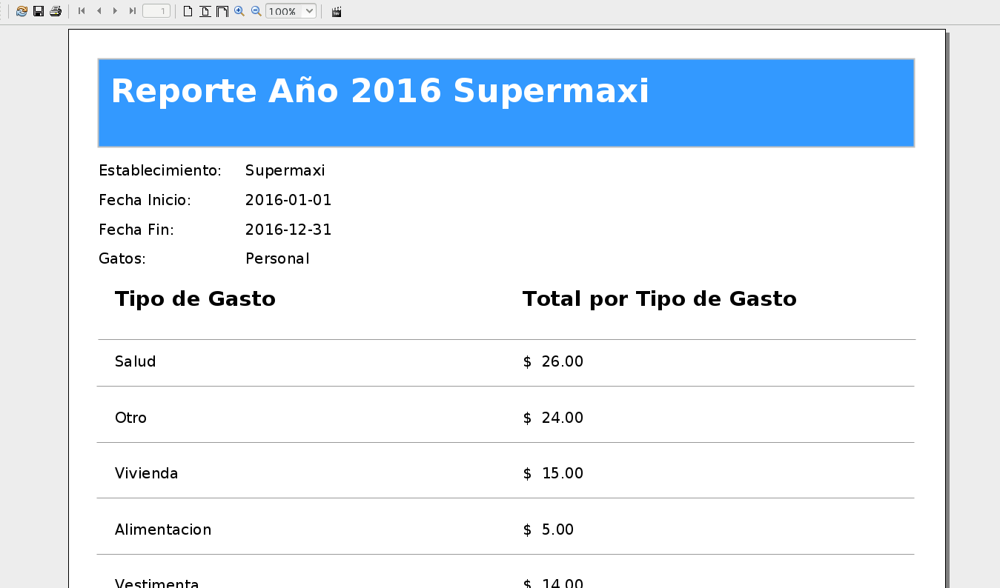 1
100%
Reporte Año 2016 Supermaxi
Establecimiento: Supermaxi
Fecha Inicio: 2016-01-01
Fecha Fin: 2016-12-31
Gatos: Personal
Tipo de Gasto Total por Tipo de Gasto
Salud $ 26.00
Otro $ 24.00
Vivienda $ 15.00
Alimentacion $ 5.00
Vestimenta $ 14.00